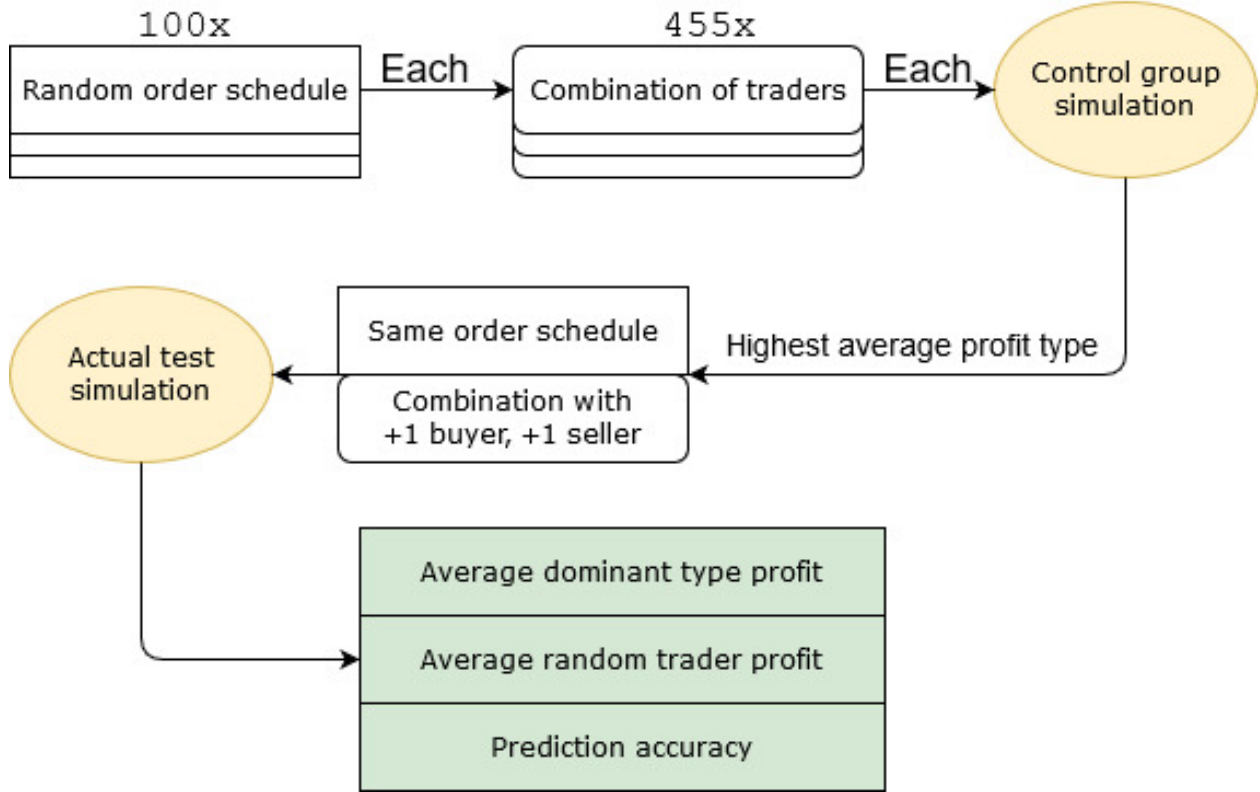 100x
455x
Random order schedule
Each
Combination of traders
Each
Control group
simulation
Highest average profit type
Same order schedule
Combination with
+1 buyer, +1 seller
Actual test
simulation
Average dominant type profit
Average random trader profit
Prediction accuracy